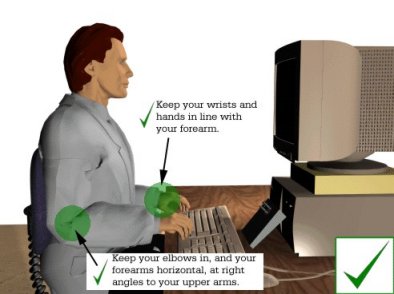 Keep your wrists and
hands in line with
your forearm.
Keep your elbows in, and your
forearms horizontal, at right
angles to your upper arms.